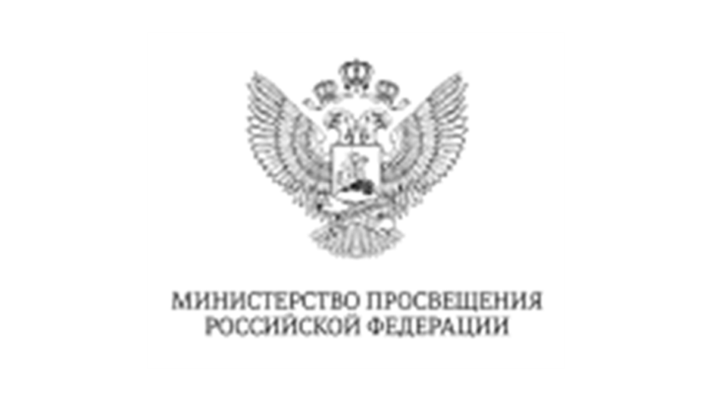 МИНИСТЕРСТВО ПРОСВЕЩЕНИЯ
РОССИЙСКОЙ ФЕДЕРАЦИИ